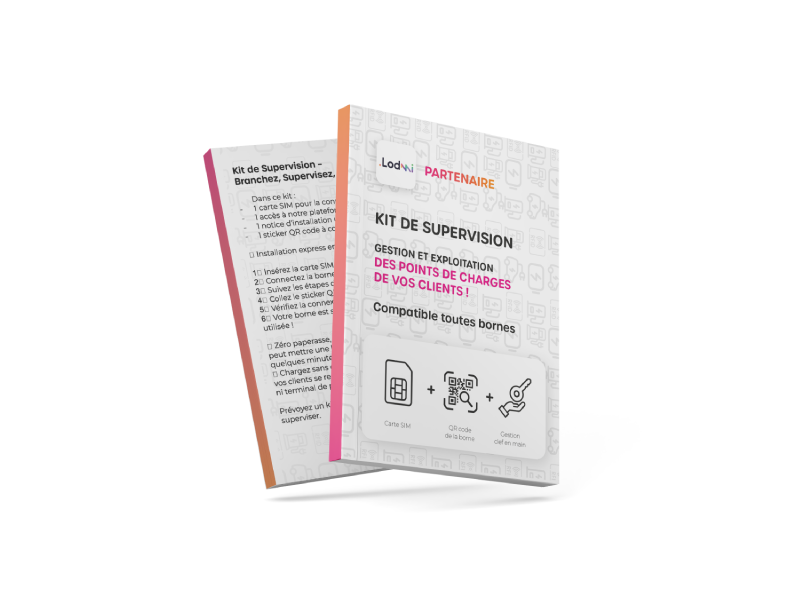 Kit de Supervision -
Branchez, Supervisez,
Dans ce kit :
- 1 carte SIM pour la con
- 1 accès à notre platefo
- 1 notice d'installation
- 1 sticker QR code à co
Installation express en
1 Insérez la carte SIM
2 Connectez la borne
3 Suivez les étapes
4 Collez le sticker Q
5 Vérifiez la connex
6 Votre borne est
utilisée !
Zéro paperasse,
peut mettre une
quelques minute
Chargez sans
vos clients se re
ni terminal de
Prévoyez un k
superviser.
Lodmi
PARTENAIRE
KIT DE SUPERVISION
GESTION ET EXPLOITATION
DES POINTS DE CHARGES
DE VOS CLIENTS !
Compatible toutes bornes
Carte SIM
+
QR code
de la borne
+
Gestion
clef en main